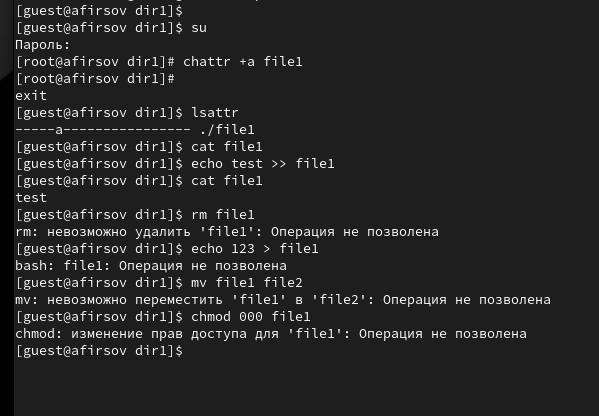 [guest@afirsov dir1]$
[guest@afirsov dir1]$ su
Пароль:
[root@afirsov dir1]# chattr +a file1
[root@afirsov dir1]#
exit
[guest@afirsov dir1]$ lsattr
-----a---------------- ./file1
[guest@afirsov dir1]$ cat file1
[guest@afirsov dir1]$ echo test >> file1
[guest@afirsov dir1]$ cat file1
test
[guest@afirsov dir1]$ rm file1
rm: невозможно удалить 'file1': Операция не позволена
[guest@afirsov dir1]$ echo 123 > file1
bash: file1: Операция не позволена
[guest@afirsov dir1]$ mv file1 file2
mv: невозможно переместить 'file1' в 'file2': Операция не позволена
[guest@afirsov dir1]$ chmod 000 file1
chmod: изменение прав доступа для 'file1': Операция не позволена
[guest@afirsov dir1]$